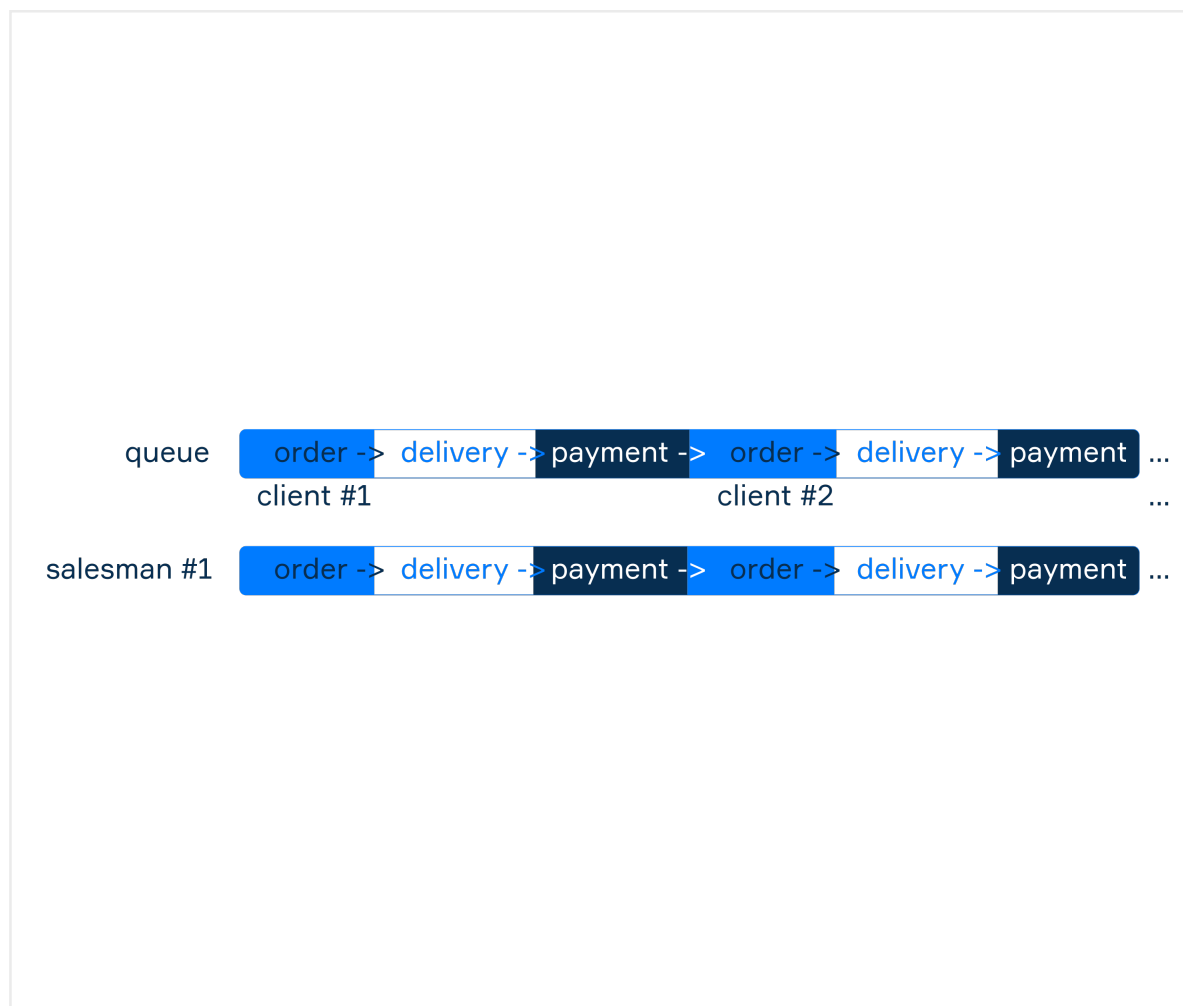 queue order -> delivery -> payment -> order -> delivery -> payment ...
client #1 client #2 ...
salesman #1 order -> delivery -> payment -> order -> delivery -> payment ...